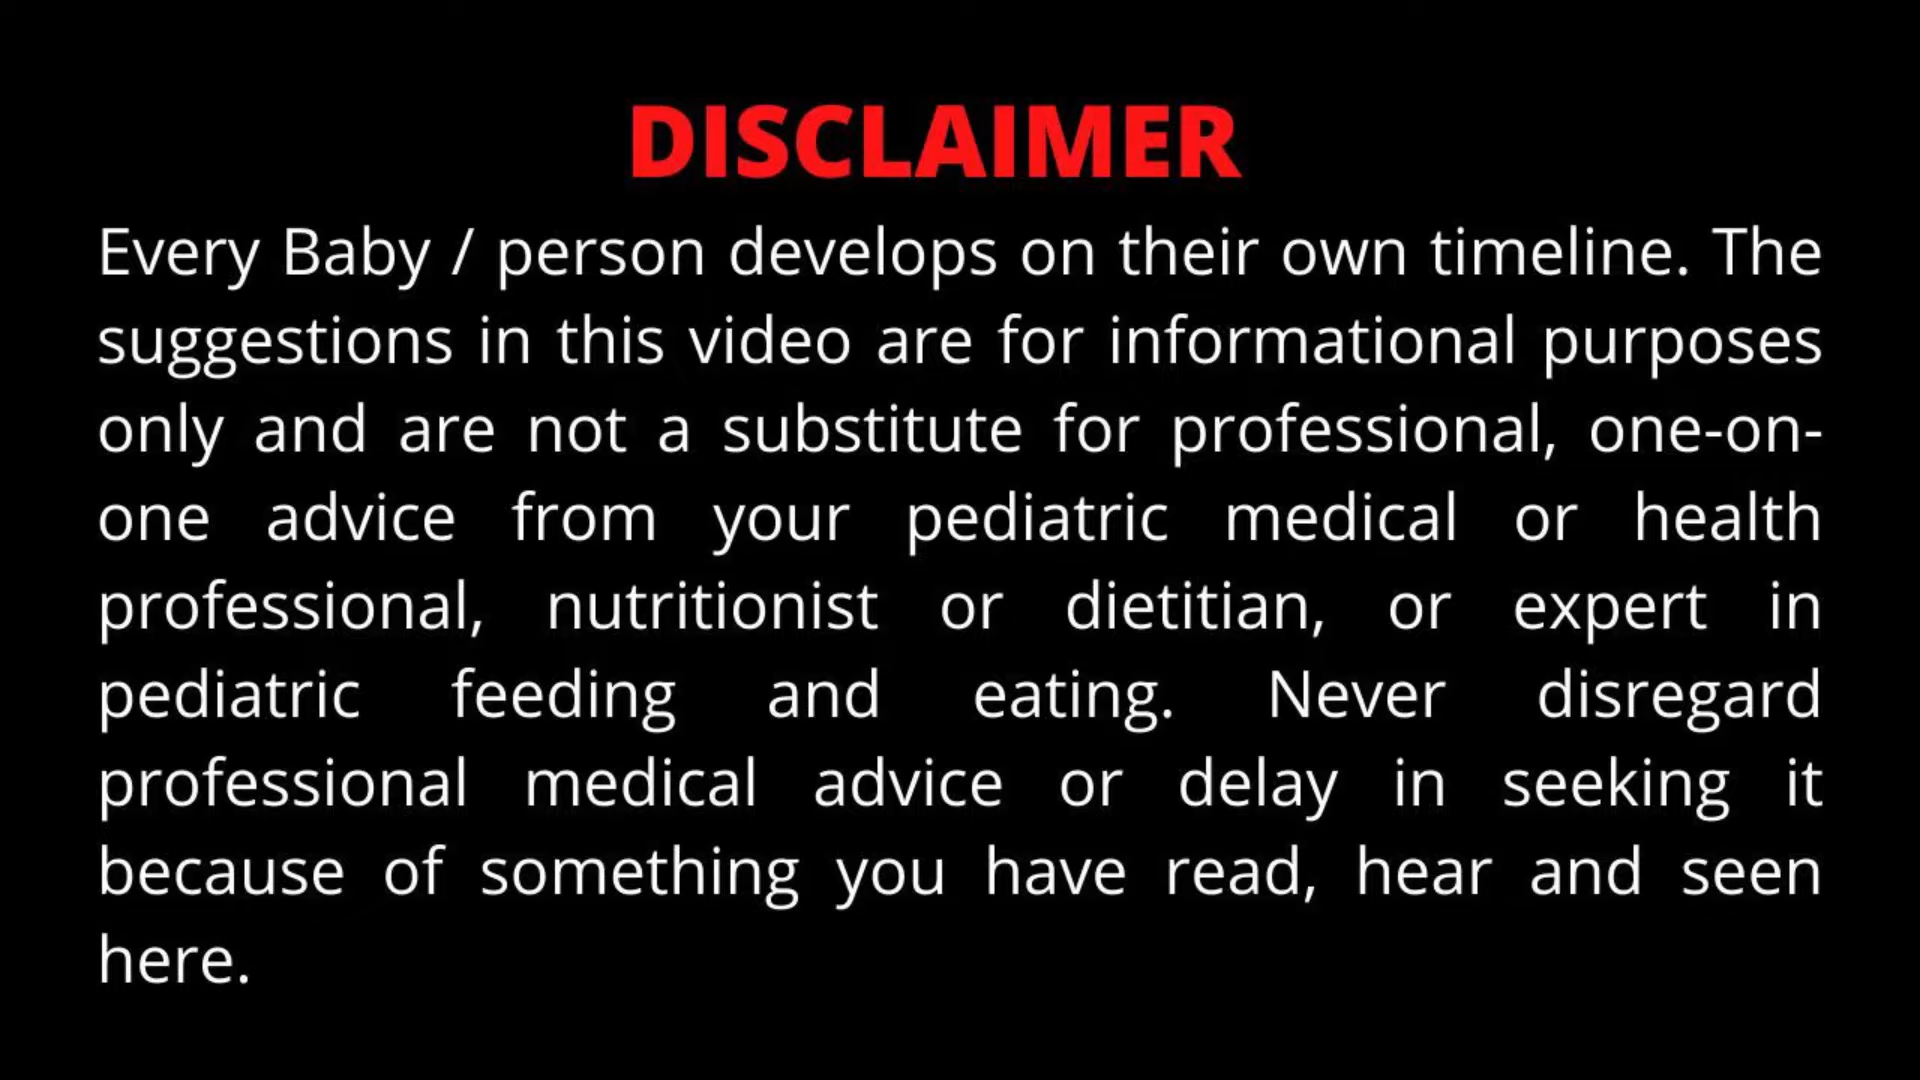 DISCLAIMER
Every Baby / person develops on their own timeline. The
suggestions in this video are for informational purposes
only and are not a substitute for professional, one-on-
one advice from your pediatric medical or health
professional, nutritionist or dietitian, or expert in
pediatric feeding and eating. Never disregard
professional medical advice or delay in seeking it
because of something you have read, hear and seen
here.